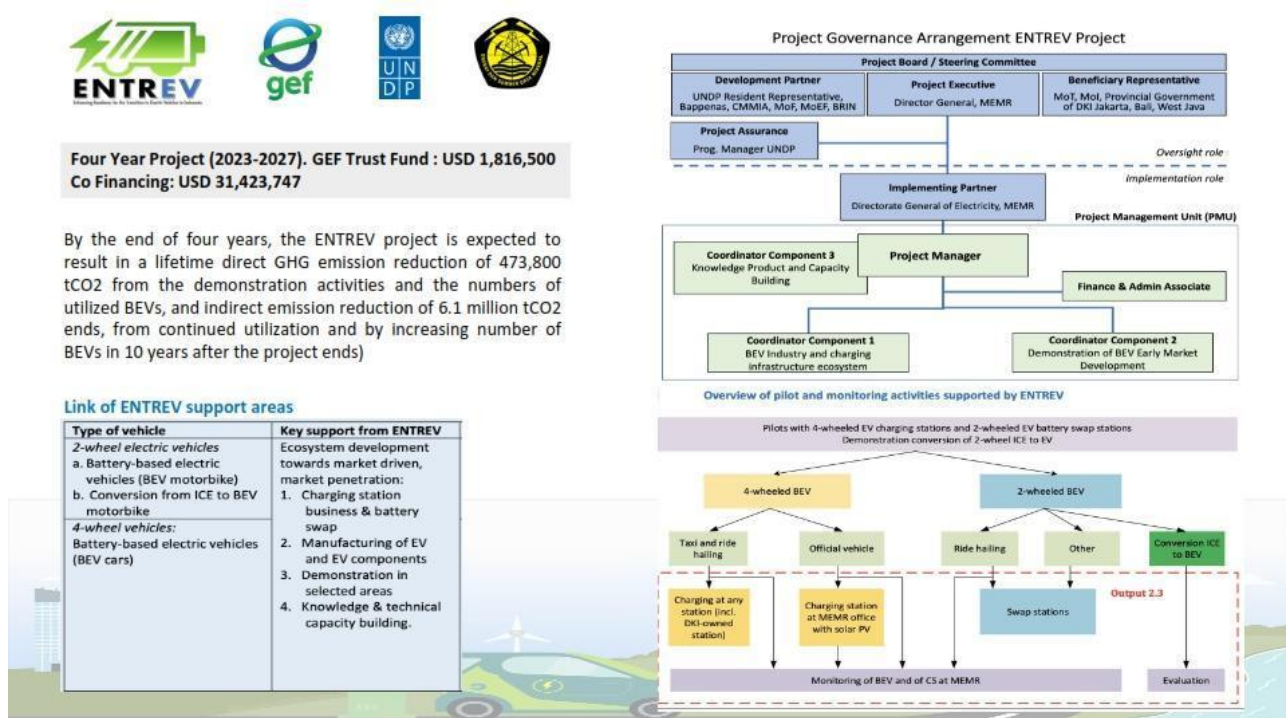 ENTREV
gef
U N
D P
Four Year Project (2023-2027). GEF Trust Fund : USD 1,816,500
Co Financing: USD 31,423,747
By the end of four years, the ENTREV project is expected to
result in a lifetime direct GHG emission reduction of 473,800
tCO2 from the demonstration activities and the numbers of
utilized BEVs, and indirect emission reduction of 6.1 million tCO2
ends, from continued utilization and by increasing number of
BEVs in 10 years after the project ends)
Link of ENTREV support areas
Type of vehicle
2-wheel electric vehicles
a. Battery-based electric
vehicles (BEV motorbike)
b. Conversion from ICE to BEV
motorbike
4-wheel vehicles:
Battery-based electric vehicles
(BEV cars)
Key support from ENTREV
Ecosystem development
towards market driven,
market penetration:
1. Charging station
business & battery
swap
2. Manufacturing of EV
and EV components
3. Demonstration in
selected areas
4. Knowledge & technical
capacity building.
Project Governance Arrangement ENTREV Project
Project Board / Steering Committee
Development Partner
UNDP Resident Representative,
Bappenas, CMMIA, MoF, MoEF, BRIN
Project Executive
Director General, MEMR
Beneficiary Representative
MoT, MoI, Provincial Government
of DKI Jakarta, Bali, West Java
Project Assurance
Prog. Manager UNDP
Oversight role
Implementation role
Implementing Partner
Directorate General of Electricity, MEMR
Project Management Unit (PMU)
Coordinator Component 3
Knowledge Product and Capacity
Building
Project Manager
Finance & Admin Associate
Coordinator Component 1
BEV Industry and charging
infrastructure ecosystem
Coordinator Component 2
Demonstration of BEV Early Market
Development
Overview of pilot and monitoring activities supported by ENTREV
Pilots with 4-wheeled EV charging stations and 2-wheeled EV battery swap stations
Demonstration conversion of 2-wheel ICE to EV
4-wheeled BEV
2-wheeled BEV
Taxi and ride
hailing
Official vehicle
Ride hailing
Other
Conversion ICE
to BEV
Output 2.3
Charging at any
station (incl.
DKI-owned
station)
Charging station
at MEMR office
with solar PV
Swap stations
Monitoring of BEV and of CS at MEMR
Evaluation